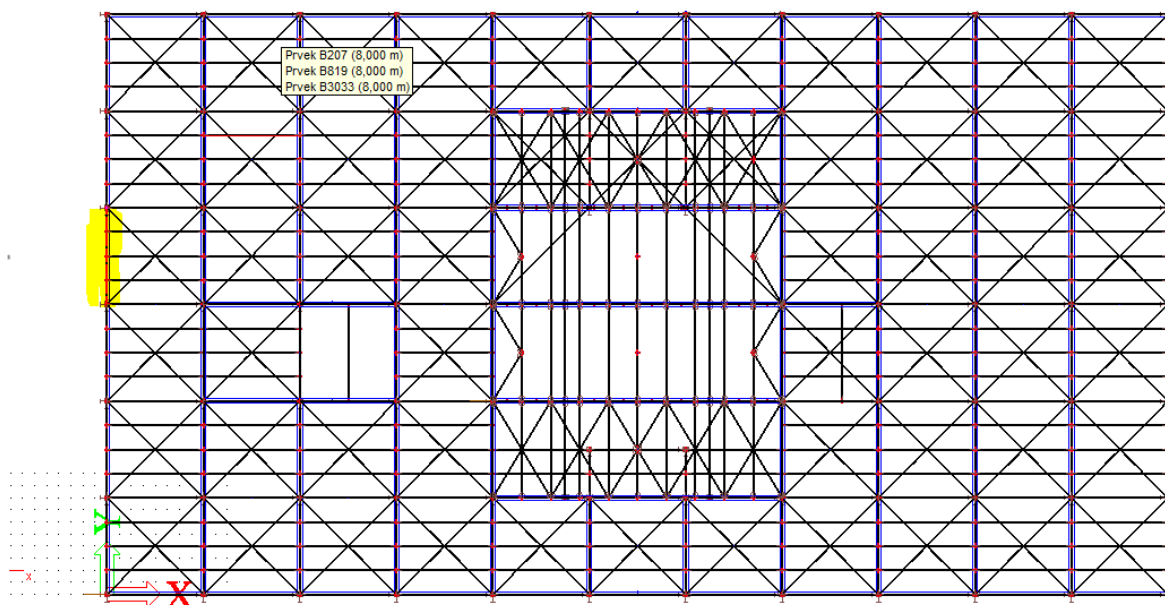 Prvek B207 (8,000 m)
Prvek B819 (8,000 m)
Prvek B3033 (8,000 m)
Y
X
x